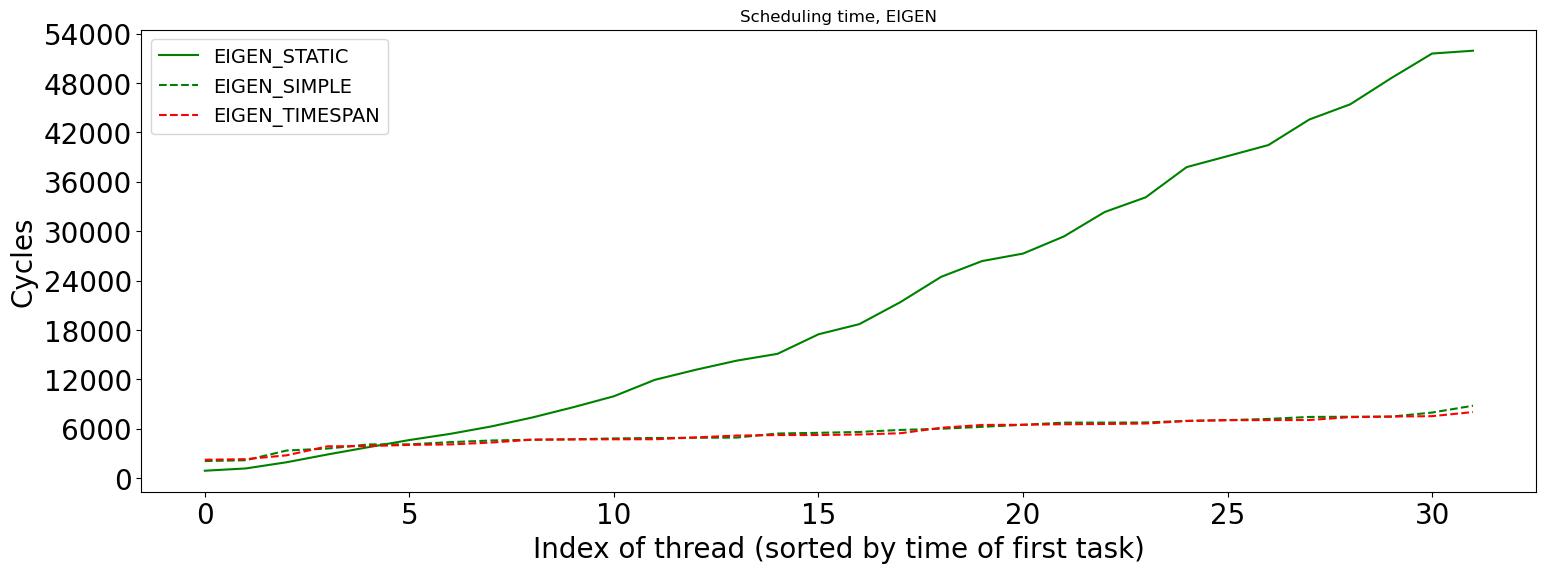 Scheduling time, EIGEN
54000
48000
42000
36000
30000
24000
18000
12000
6000
0
Cycles
EIGEN_STATIC
EIGEN_SIMPLE
EIGEN_TIMESPAN
0 5 10 15 20 25 30
Index of thread (sorted by time of first task)